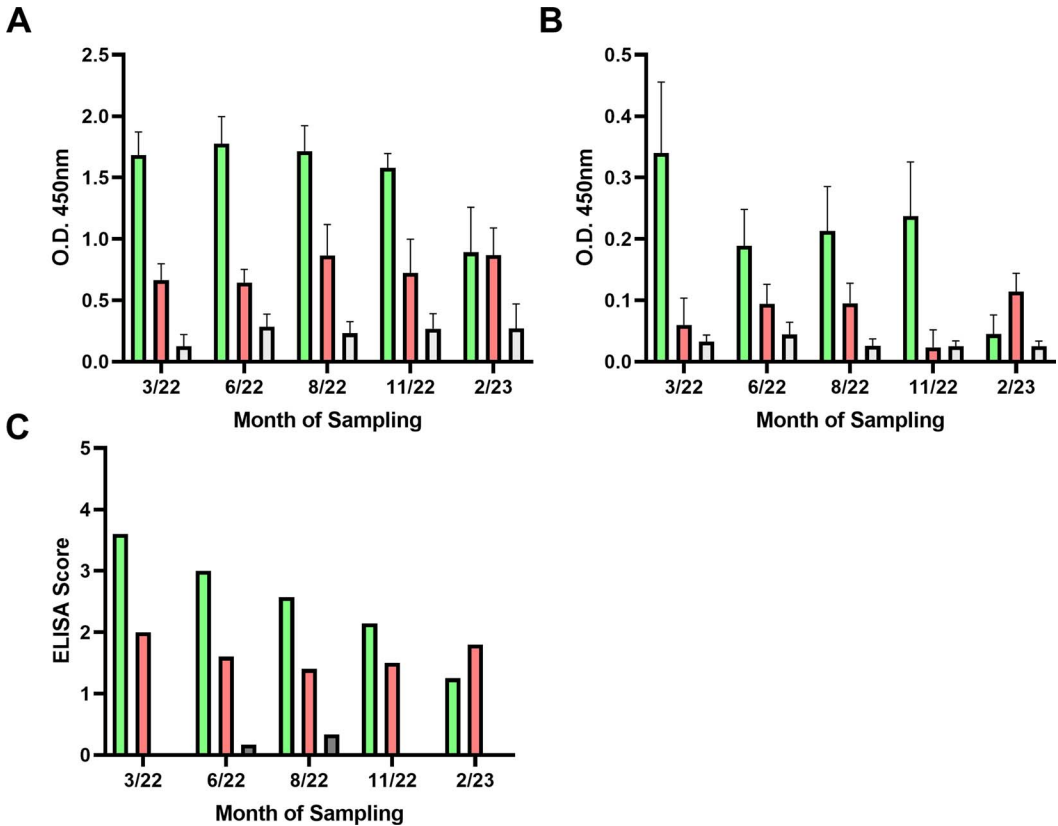 A
O.D. 450nm
2.5
2.0
1.5
1.0
0.5
0.0
3/22 6/22 8/22 11/22 2/23
Month of Sampling
B
O.D. 450nm
0.5
0.4
0.3
0.2
0.1
0.0
3/22 6/22 8/22 11/22 2/23
Month of Sampling
C
ELISA Score
5
4
3
2
1
0
3/22 6/22 8/22 11/22 2/23
Month of Sampling